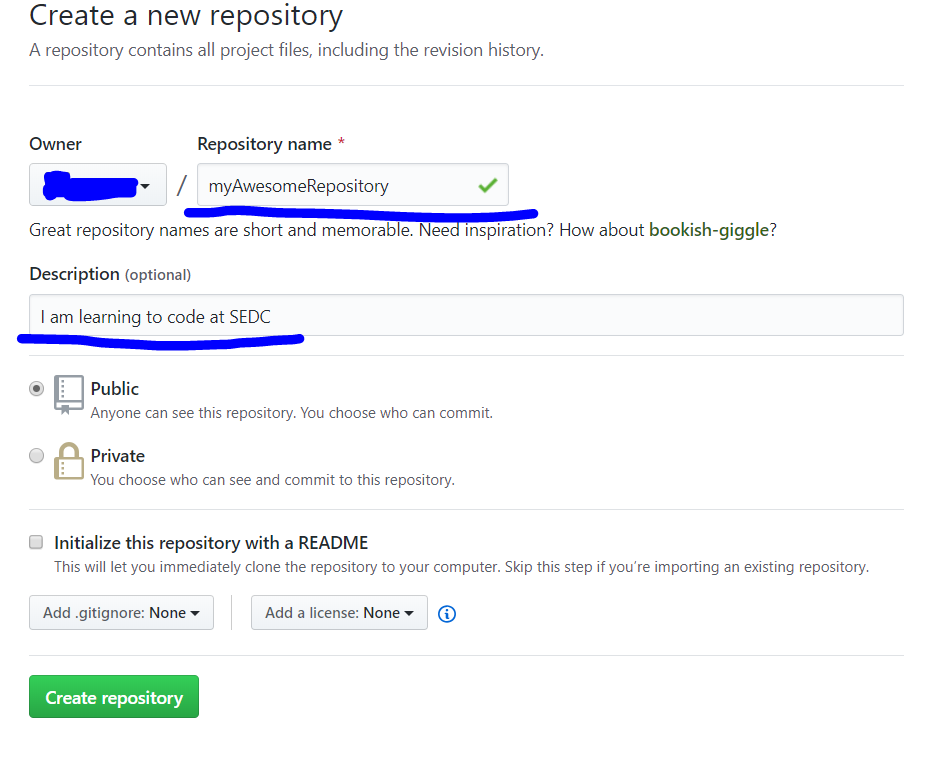 Create a new repository
A repository contains all project files, including the revision history.
Owner
Repository name *
/ myAwesomeRepository
Great repository names are short and memorable. Need inspiration? How about bookish-giggle?
Description (optional)
I am learning to code at SEDC
Public
Anyone can see this repository. You choose who can commit.
Private
You choose who can see and commit to this repository.
Initialize this repository with a README
This will let you immediately clone the repository to your computer. Skip this step if you’re importing an existing repository.
Add .gitignore: None
Add a license: None
Create repository